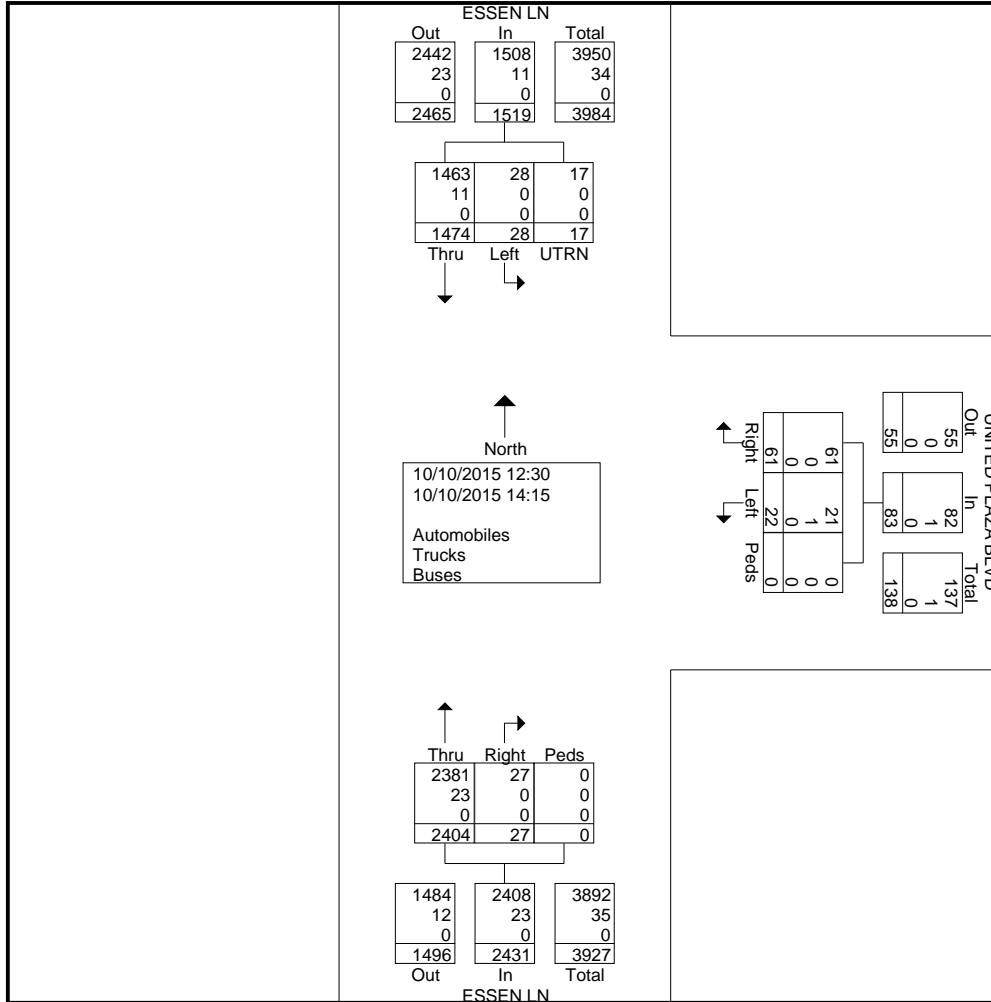 ESSEN LN
Out In Total
2442 1508 3950
23 11 34
0 0 0
2465 1519 3984
1463 28 17
11 0 0
0 0 0
1474 28 17
Thru Left UTRN
North
10/10/2015 12:30
10/10/2015 14:15
Automobiles
Trucks
Buses
UNITED PLAZA BLVD
Out In Total
55 82 137
0 1 1
0 0 0
55 83 138
61 21 0
0 1 0
0 0 0
61 22 0
Right Left Peds
Thru Right Peds
2381 27 0
23 0 0
0 0 0
2404 27 0
1484 2408 3892
12 23 35
0 0 0
1496 2431 3927
Out In Total
ESSEN LN